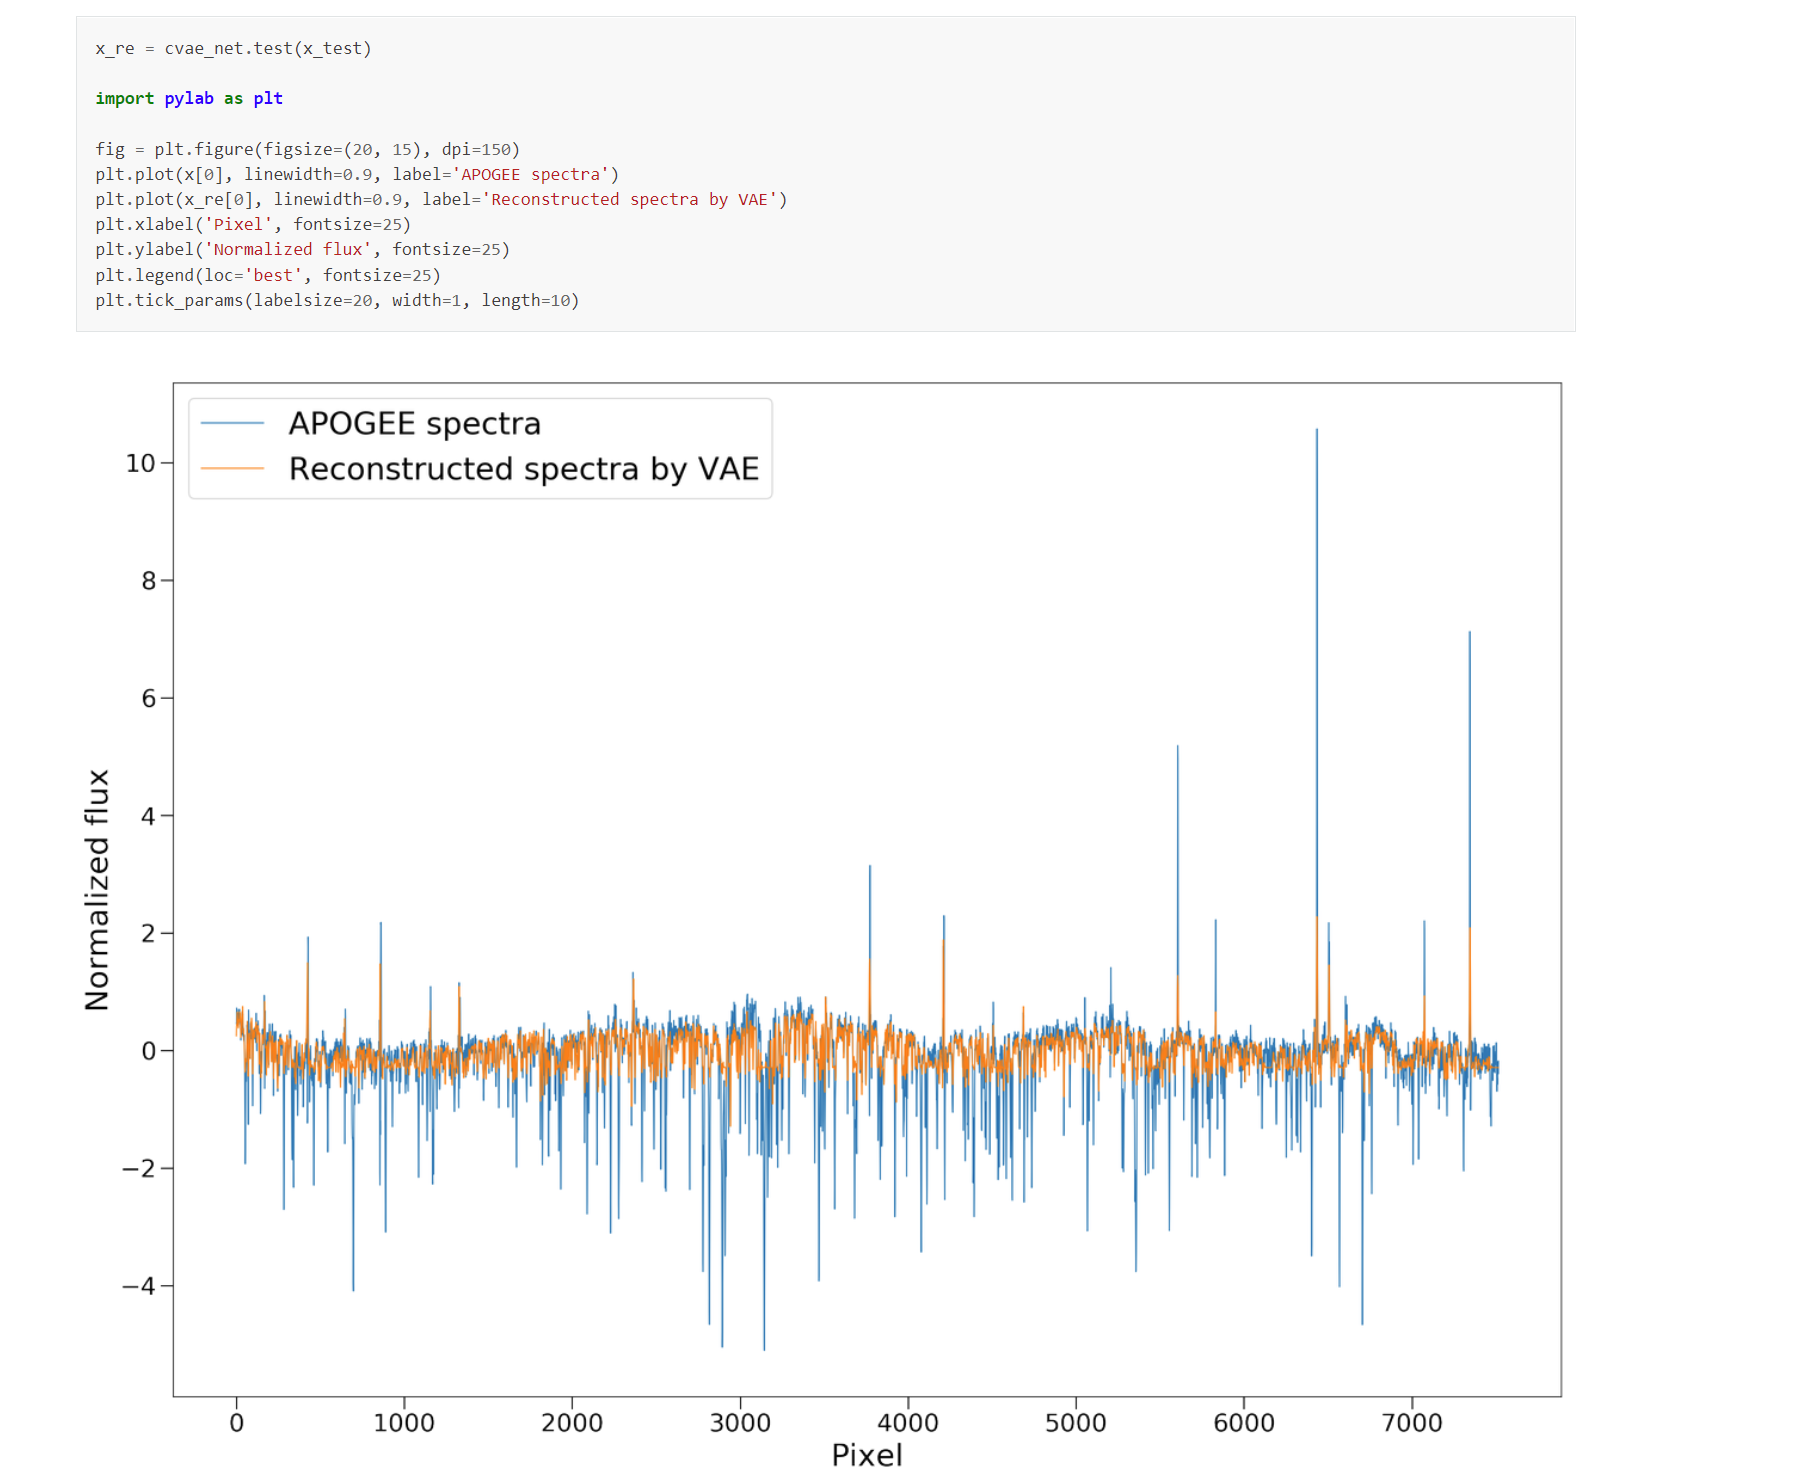 x_re = cvae_net.test(x_test)
import pylab as plt
fig = plt.figure(figsize=(20, 15), dpi=150)
plt.plot(x[0], linewidth=0.9, label='APOGEE spectra')
plt.plot(x_re[0], linewidth=0.9, label='Reconstructed spectra by VAE')
plt.xlabel('Pixel', fontsize=25)
plt.ylabel('Normalized flux', fontsize=25)
plt.legend(loc='best', fontsize=25)
plt.tick_params(labelsize=20, width=1, length=10)
APOGEE spectra
Reconstructed spectra by VAE
10
8
6
4
2
0
−2
−4
Normalized flux
0 1000 2000 3000 4000 5000 6000 7000
Pixel